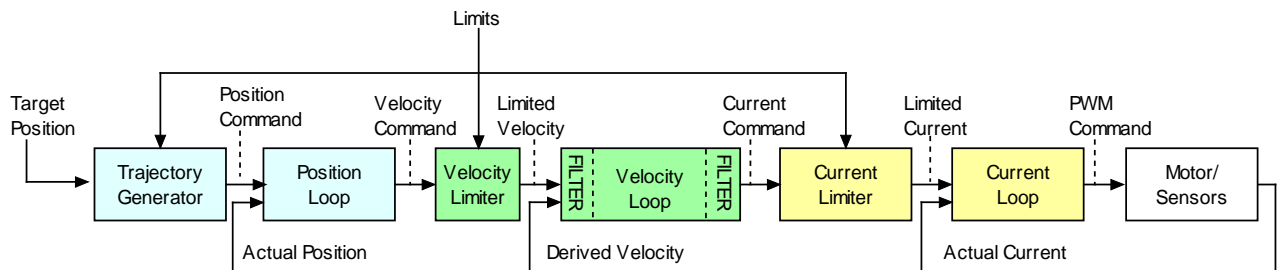 Limits
Target
Position
Position
Command
Velocity
Command
Limited
Velocity
Current
Command
Limited
Current
PWM
Command
Trajectory
Generator
Position
Loop
Velocity
Limiter
FILTER
Velocity
Loop
FILTER
Current
Limiter
Current
Loop
Motor/
Sensors
Actual Position
Derived Velocity
Actual Current